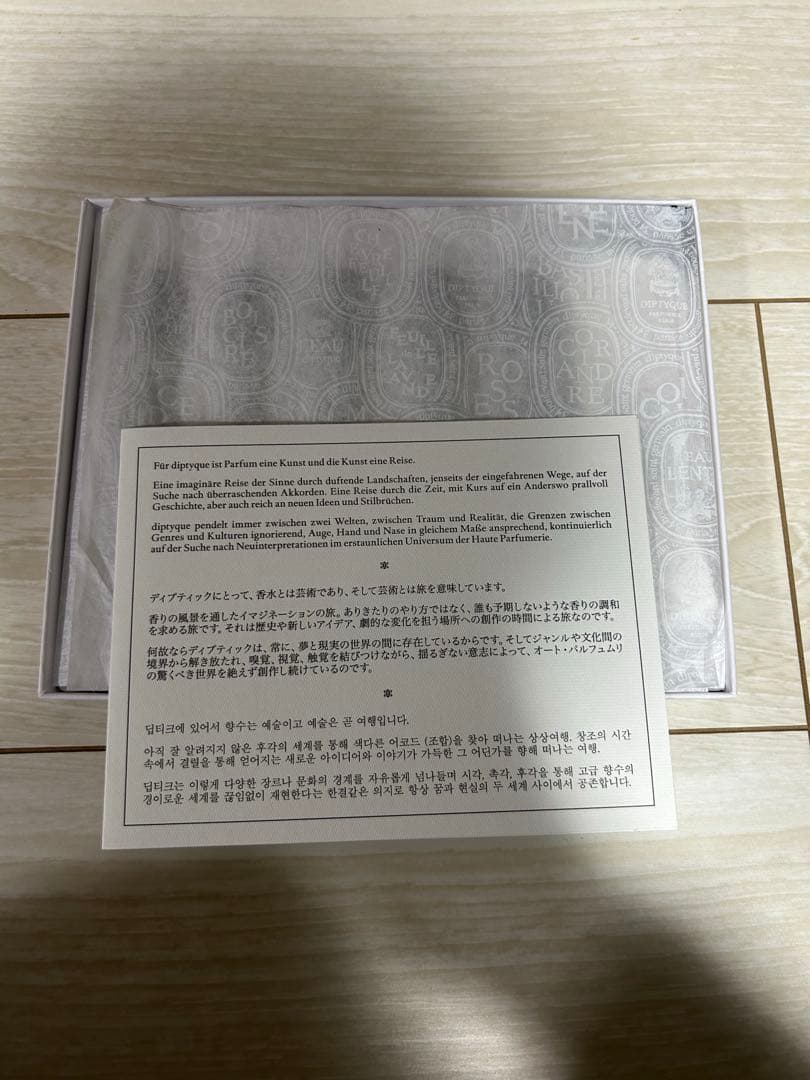 ENE
DIPTYQUE
DIPTYQUE
CORIANDRE
ROSES
diptyque
Für diptyque ist Parfum eine Kunst und die Kunst eine Reise.
Eine imaginäre Reise der Sinne durch duftende Landschaften, jenseits der eingefahrenen Wege, auf der
Suche nach überraschenden Akkorden. Eine Reise durch die Zeit, mit Kurs auf ein Anderswo prallvoll
Geschichte, aber auch reich an neuen Ideen und Stilbrüchen.
diptyque pendelt immer zwischen zwei Welten, zwischen Traum und Realität, die Grenzen zwischen
Genres und Kulturen ignorierend, Auge, Hand und Nase in gleichem Maße ansprechend, kontinuierlich
auf der Suche nach Neuinterpretationen im erstaunlichen Universum der Haute Parfumerie.
ディプティックにとって、香水とは芸術であり、そして芸術とは旅を意味しています。
香りの風景を通したイマジネーションの旅。ありきたりのやり方ではなく、誰も予期しないような香りの調和
を求める旅です。それは歴史や新しいアイデア、劇的な変化を担う場所への創作の時間による旅なのです。
何故ならディプティックは、常に、夢と現実の世界の間に存在しているからです。そしてジャンルや文化間の
境界から解き放たれ、嗅覚、視覚、触覚を結びつけながら、揺るぎない意志によって、オート・パルフュムリ
の驚くべき世界を絶えず創作し続けているのです。
딥티크에 있어서 향수는 예술이고 예술은 곧 여행입니다.
아직 잘 알려지지 않은 후각의 세계를 통해 색다른 어코드 (조합)을 찾아 떠나는 상상여행. 창조의 시간
속에서 결렬을 통해 얻어지는 새로운 아이디어와 이야기가 가득한 그 어딘가를 향해 떠나는 여행.
딥티크는 이렇게 다양한 장르나 문화의 경계를 자유롭게 넘나들며 시각, 촉각, 후각을 통해 고급 향수의
경이로운 세계를 끊임없이 재현한다는 한결같은 의지로 항상 꿈과 현실의 두 세계 사이에서 공존합니다.